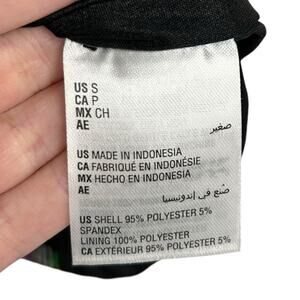 US S
CA P
MX CH
AE
صغير
US MADE IN INDONESIA
CA FABRIQUÉ EN INDONÉSIE
MX HECHO EN INDONESIA
AE
صنع في إندونيسيا
US SHELL 95% POLYESTER 5%
SPANDEX
LINING 100% POLYESTER
CA EXTÉRIEUR 95% POLYESTER 5%